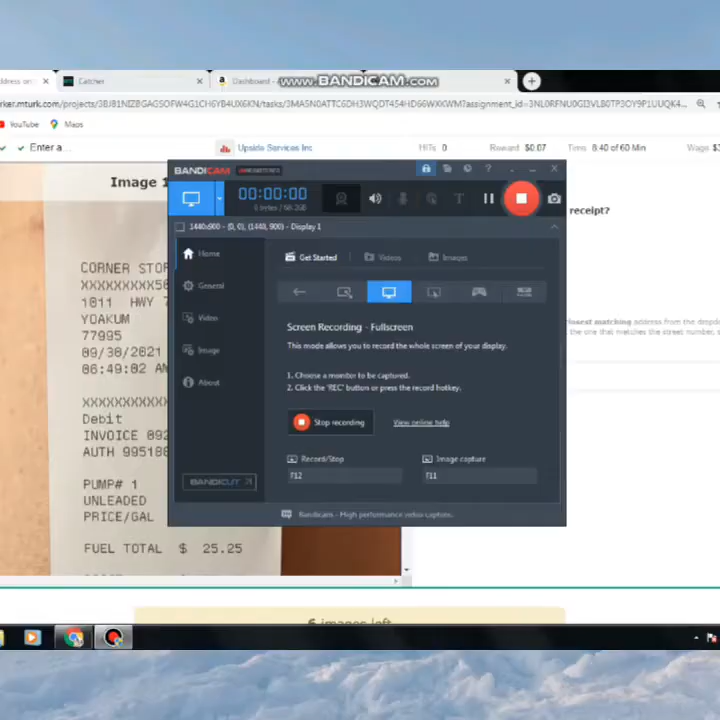 ddress on
Catcher
Dashboard -
www.BANDICAM.com
YouTube
Maps
Enter a...
Upside Services Inc
HITs 0
Reward $0.07
Time 8:40 of 60 Min
Wage
Image 1
receipt?
BANDICAM
00:00:00
1440x900 - (0, 0), (1440, 900) - Display 1
Home
General
Video
Image
About
BANDICUT
Get Started
Videos
Images
Screen Recording - Fullscreen
This mode allows you to record the whole screen of your display.
1. Choose a monitor to be captured.
2. Click the 'REC' button or press the record hotkey.
Stop recording
View online help
Record/Stop
Image capture
F12
F11
Bandicam - High performance video capture.
CORNER STOR
1011 HWY 7
YOAKUM
77995
09/30/2021
06:49:02 AM
Debit
INVOICE 892
AUTH 995186
PUMP# 1
UNLEADED
PRICE/GAL
FUEL TOTAL $ 25.25
matching address from the dropdo
the one that matches the street number,
6 images left